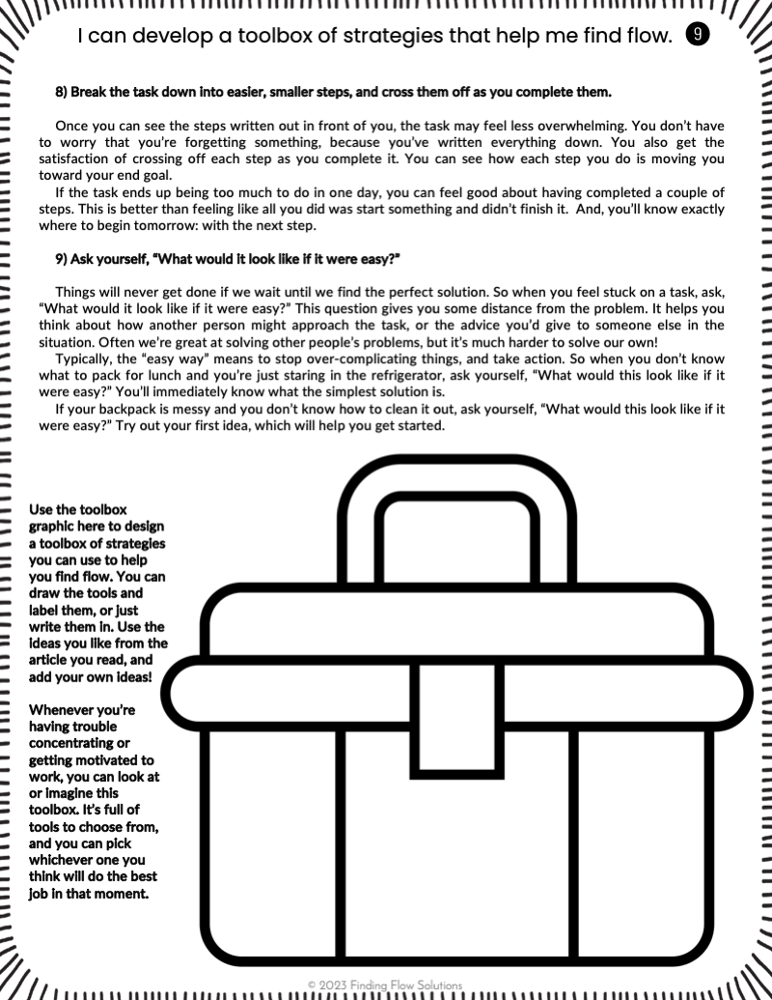 I can develop a toolbox of strategies that help me find flow. 9
8) Break the task down into easier, smaller steps, and cross them off as you complete them.
Once you can see the steps written out in front of you, the task may feel less overwhelming. You don’t have
to worry that you’re forgetting something, because you’ve written everything down. You also get the
satisfaction of crossing off each step as you complete it. You can see how each step you do is moving you
toward your end goal.
If the task ends up being too much to do in one day, you can feel good about having completed a couple of
steps. This is better than feeling like all you did was start something and didn’t finish it. And, you’ll know exactly
where to begin tomorrow: with the next step.
9) Ask yourself, “What would it look like if it were easy?”
Things will never get done if we wait until we find the perfect solution. So when you feel stuck on a task, ask,
“What would it look like if it were easy?” This question gives you some distance from the problem. It helps you
think about how another person might approach the task, or the advice you’d give to someone else in the
situation. Often we’re great at solving other people’s problems, but it’s much harder to solve our own!
Typically, the “easy way” means to stop over-complicating things, and take action. So when you don’t know
what to pack for lunch and you’re just staring in the refrigerator, ask yourself, “What would this look like if it
were easy?” You’ll immediately know what the simplest solution is.
If your backpack is messy and you don’t know how to clean it out, ask yourself, “What would this look like if it
were easy?” Try out your first idea, which will help you get started.
Use the toolbox
graphic here to design
a toolbox of strategies
you can use to help
you find flow. You can
draw the tools and
label them, or just
write them in. Use the
ideas you like from the
article you read, and
add your own ideas!
Whenever you’re
having trouble
concentrating or
getting motivated to
work, you can look at
or imagine this
toolbox. It’s full of
tools to choose from,
and you can pick
whichever one you
think will do the best
job in that moment.
© 2023 Finding Flow Solutions